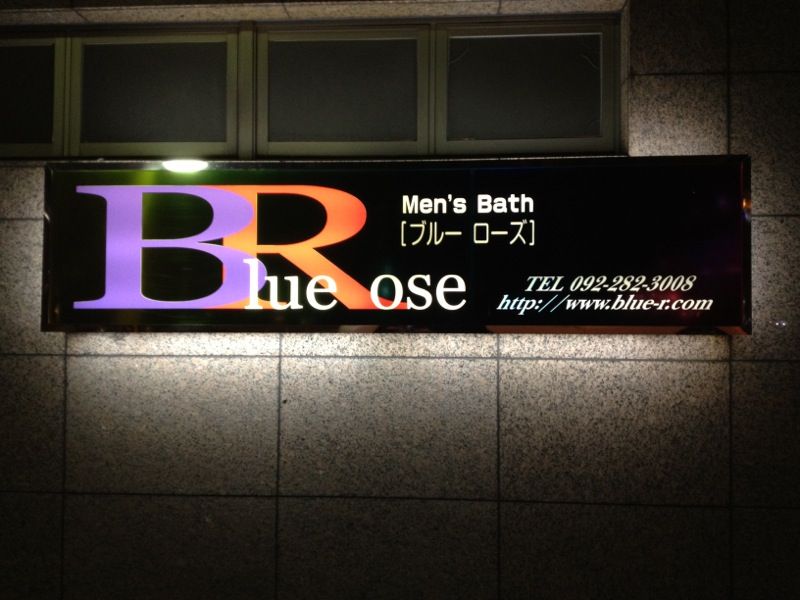 Blue Rose
Men's Bath
[ブルー ローズ]
TEL 092-282-3008
http://www.blue-r.com